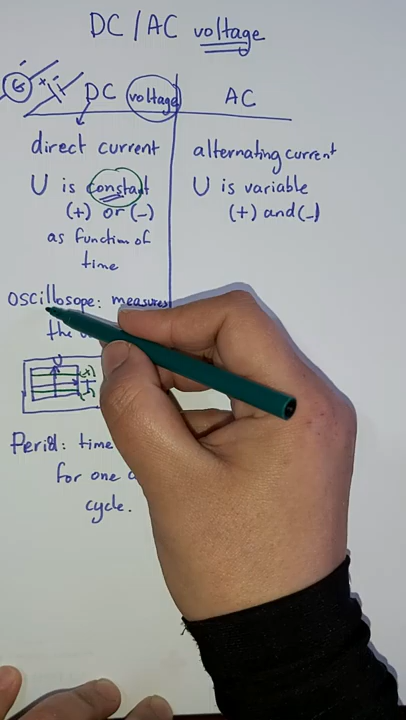 DC / AC voltage
G + -
DC voltage
AC
direct current
U is constant
(+) or (-)
as function of
time
alternating current
U is variable
(+) and (-)
Oscillosope: measures
the
U
(+)
(-)
Period: time
for one
cycle.